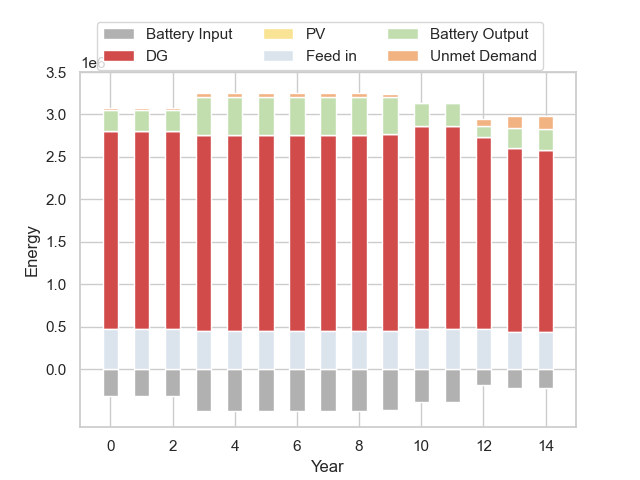 Battery Input PV Battery Output
DG Feed in Unmet Demand
1e6
3.5
3.0
2.5
2.0
1.5
1.0
0.5
0.0
Energy
0 2 4 6 8 10 12 14
Year